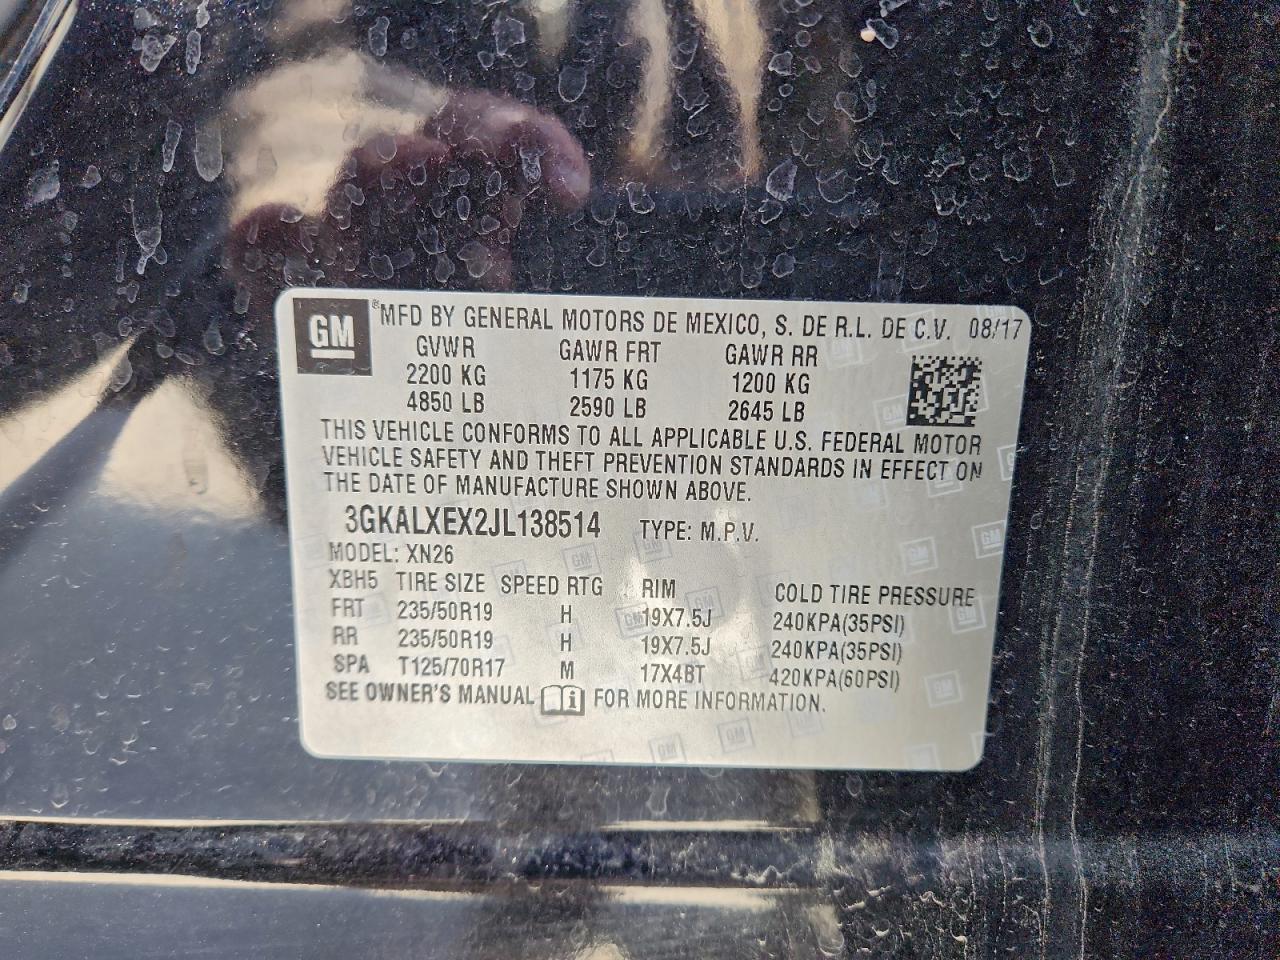 GM ® MFD BY GENERAL MOTORS DE MEXICO, S. DE R.L. DE C.V. 08/17
GVWR GAWR FRT GAWR RR
2200 KG 1175 KG 1200 KG
4850 LB 2590 LB 2645 LB
THIS VEHICLE CONFORMS TO ALL APPLICABLE U.S. FEDERAL MOTOR
VEHICLE SAFETY AND THEFT PREVENTION STANDARDS IN EFFECT ON
THE DATE OF MANUFACTURE SHOWN ABOVE.
3GKALXEX2JL138514 TYPE: M.P.V.
MODEL: XN26
XBH5 TIRE SIZE SPEED RTG RIM COLD TIRE PRESSURE
FRT 235/50R19 H 19X7.5J 240KPA(35PSI)
RR 235/50R19 H 19X7.5J 240KPA(35PSI)
SPA T125/70R17 M 17X4BT 420KPA(60PSI)
SEE OWNER'S MANUAL FOR MORE INFORMATION.